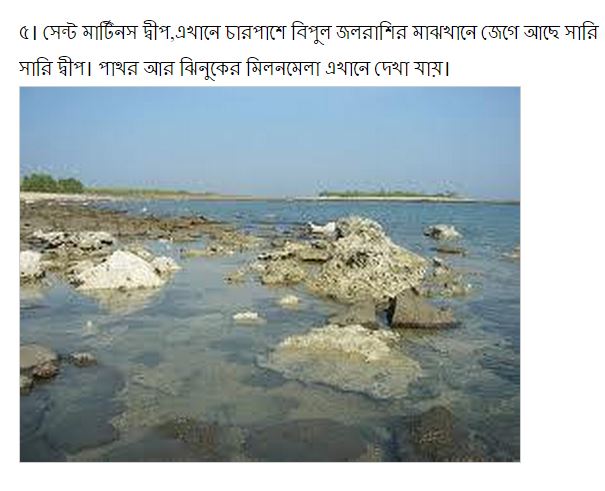 ৫। সেন্ট মার্টিনস দ্বীপ,এখানে চারপাশে বিপুল জলরাশির মাঝখানে জেগে আছে সারি
সারি দ্বীপ। পাথর আর ঝিনুকের মিলনমেলা এখানে দেখা যায়।